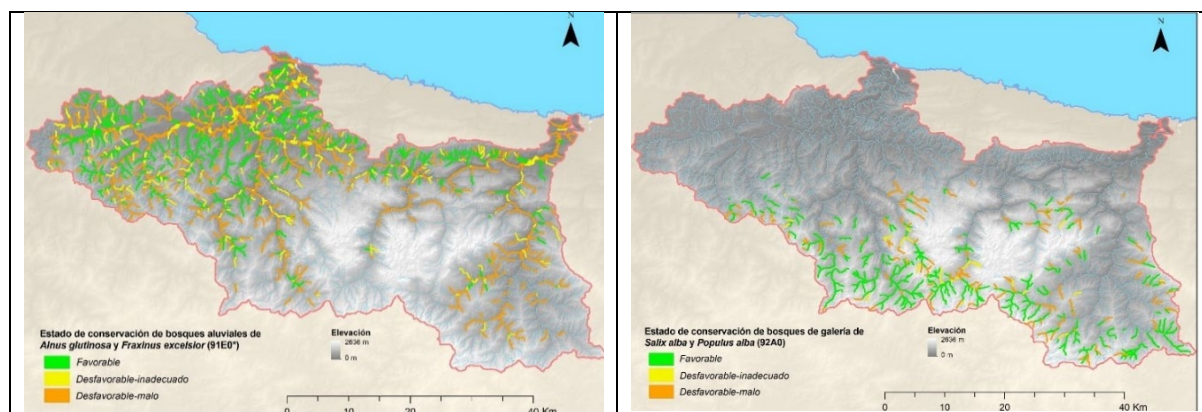 N
Estado de conservación de bosques aluviales de
Alnus glutinosa y Fraxinus excelsior (91E0*)
Favorable
Desfavorable-inadecuado
Desfavorable-malo
Elevación
2636 m
0 m
0 10 20 40 Km
N
Estado de conservación de bosques de galería de
Salix alba y Populus alba (92A0)
Favorable
Desfavorable-inadecuado
Desfavorable-malo
Elevación
2636 m
0 m
0 10 20 40 Km